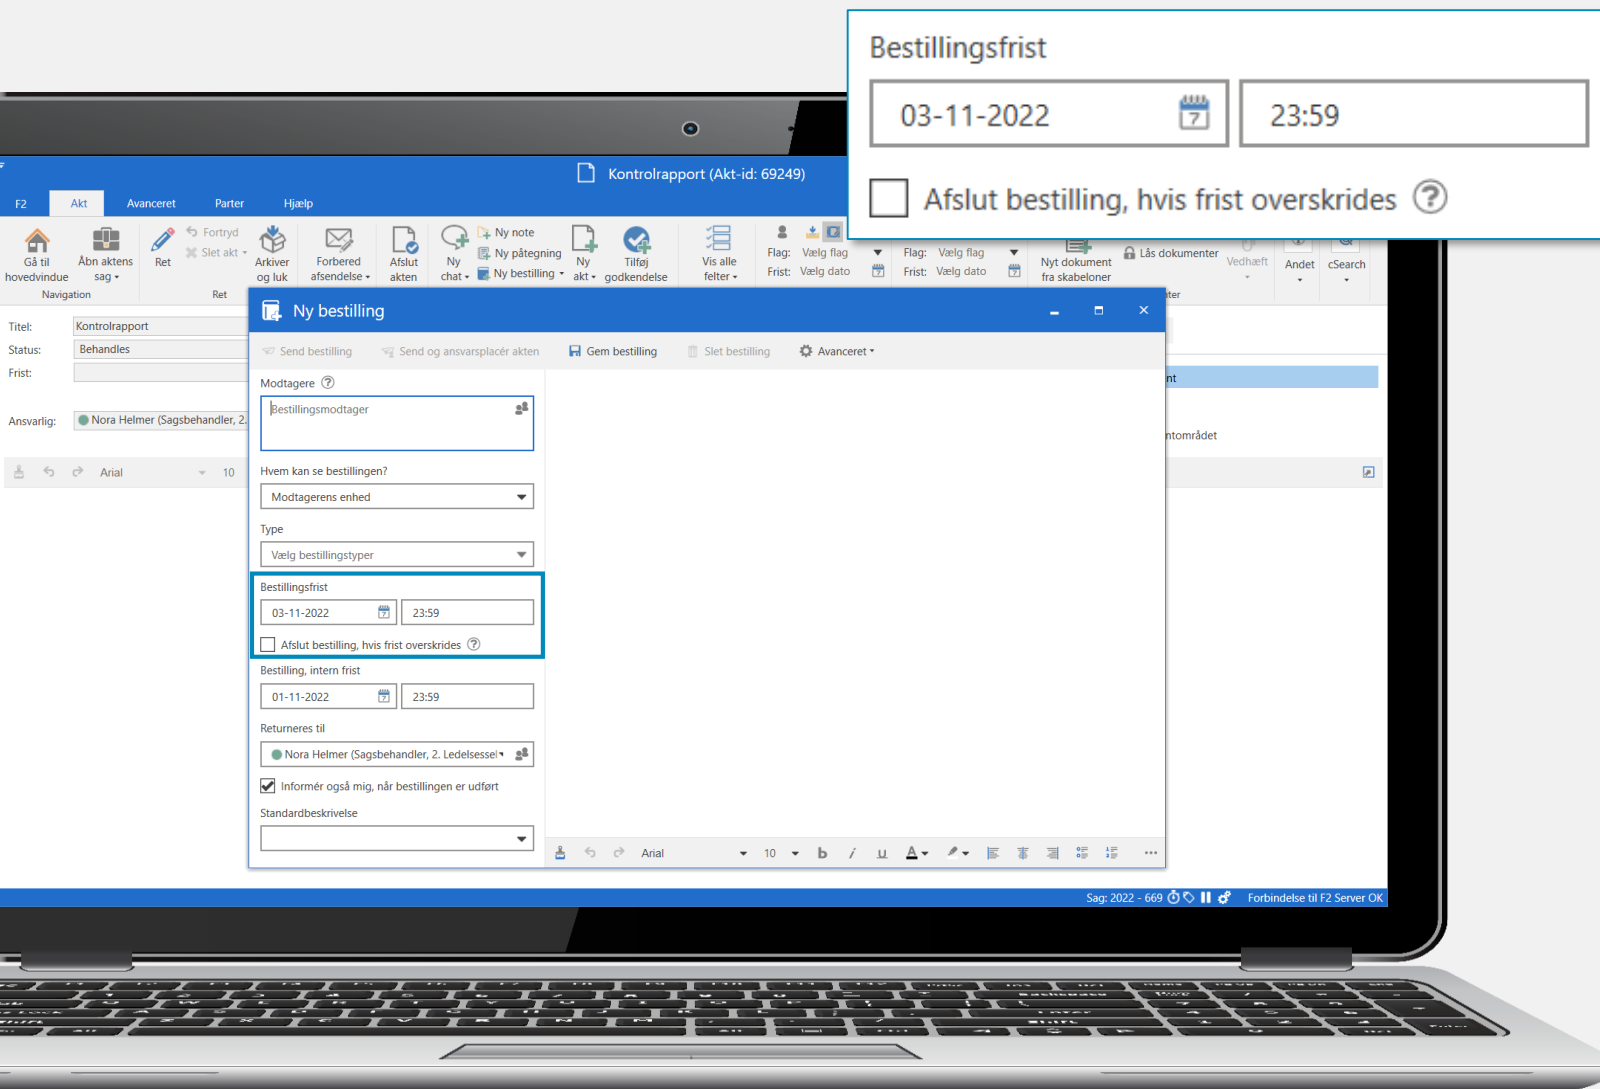 Bestillingsfrist
03-11-2022
7
23:59
Afslut bestilling, hvis frist overskrides ?
Kontrolrapport (Akt-id: 69249)
F2 Akt Avanceret Parter Hjælp
Gå til hovedvindue
Åbn aktens sag
Ret
Fortryd
Slet akt
Arkiver og luk
Forbered afsendelse
Afslut akten
Ny chat
Ny note
Ny påtegning
Ny bestilling
Ny akt
Tilføj godkendelse
Vis alle felter
Flag: Vælg flag
Frist: Vælg dato
Flag: Vælg flag
Frist: Vælg dato
Nyt dokument fra skabeloner
Lås dokumenter
Vedhæft
Andet
cSearch
Navigation
Ret
ter
Titel: Kontrolrapport
Status: Behandles
Frist:
Ansvarlig: Nora Helmer (Sagsbehandler, 2.
Arial 10
nt
ntområdet
Ny bestilling
Send bestilling Send og ansvarsplacér akten Gem bestilling Slet bestilling Avanceret
Modtagere ?
Bestillingsmodtager
Hvem kan se bestillingen?
Modtagerens enhed
Type
Vælg bestillingstyper
Bestillingsfrist
03-11-2022 23:59
Afslut bestilling, hvis frist overskrides ?
Bestilling, intern frist
01-11-2022 23:59
Returneres til
Nora Helmer (Sagsbehandler, 2. Ledelsessel
Informér også mig, når bestillingen er udført
Standardbeskrivelse
Arial 10 b i u A
Sag: 2022 - 669 Forbindelse til F2 Server OK